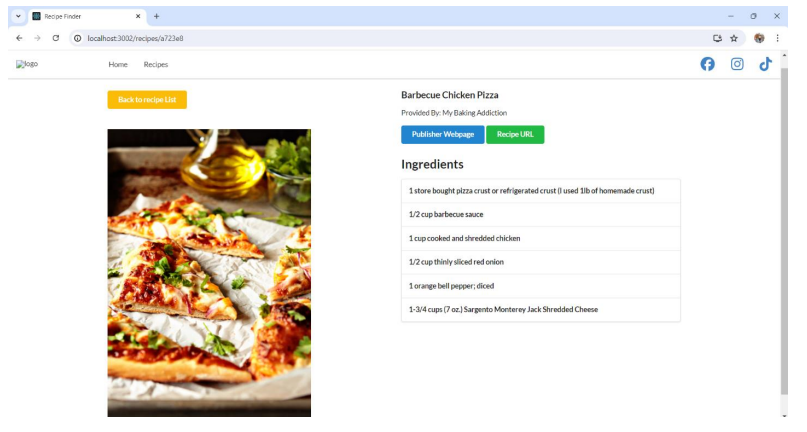 Recipe Finder
localhost:3002/recipes/a723e8
logo
Home
Recipes
Back to recipe List
Barbecue Chicken Pizza
Provided By: My Baking Addiction
Publisher Webpage
Recipe URL
Ingredients
1 store bought pizza crust or refrigerated crust (I used 1lb of homemade crust)
1/2 cup barbecue sauce
1 cup cooked and shredded chicken
1/2 cup thinly sliced red onion
1 orange bell pepper; diced
1-3/4 cups (7 oz.) Sargento Monterey Jack Shredded Cheese